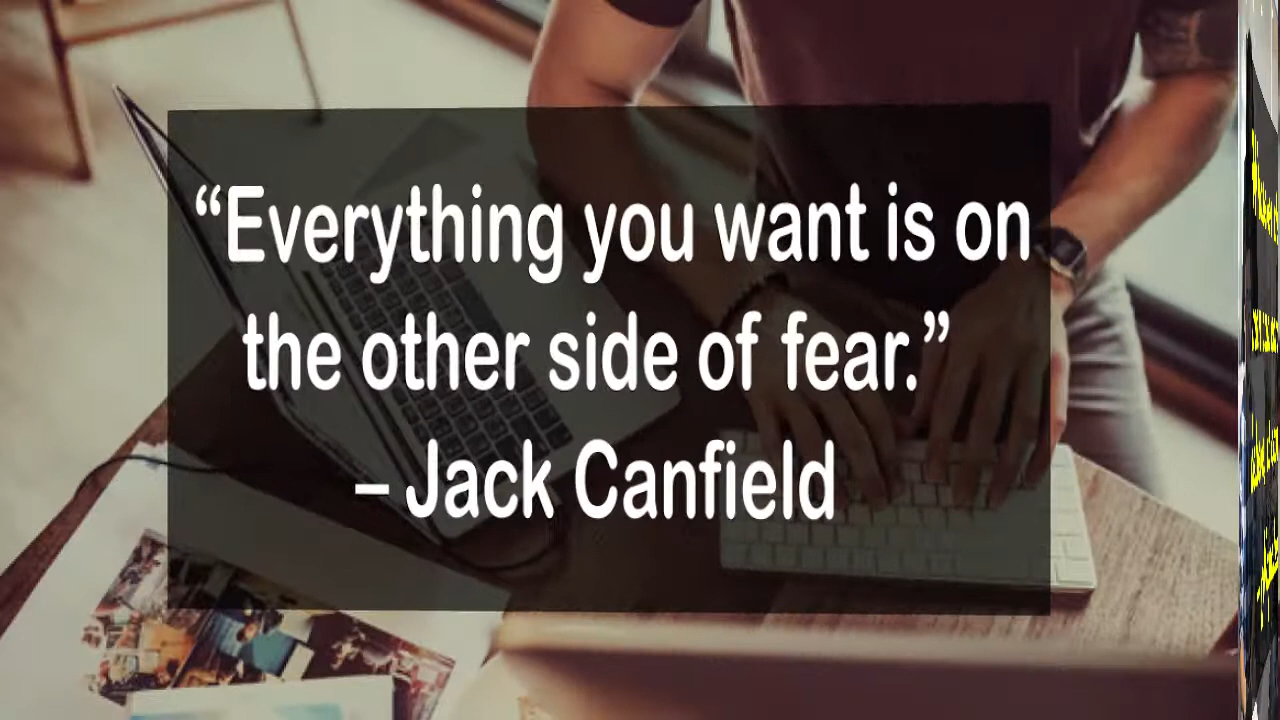 “Everything you want is on
the other side of fear.”
– Jack Canfield